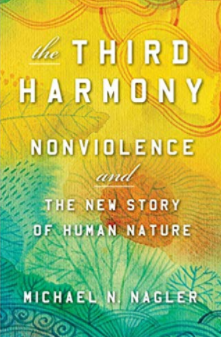 the THIRD
HARMONY
NONVIOLENCE
and
THE NEW STORY
OF HUMAN NATURE
MICHAEL N. NAGLER